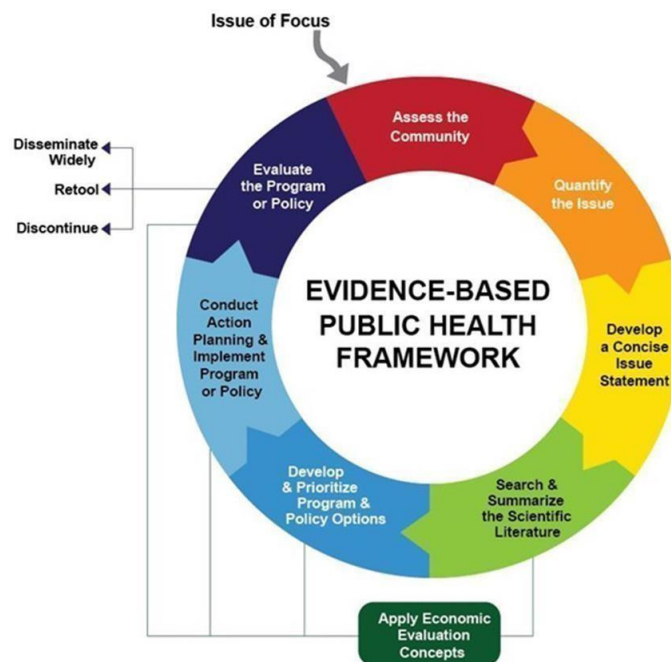 Issue of Focus
Assess the
Community
Quantify
the Issue
Develop
a Concise
Issue
Statement
Search &
Summarize
the Scientific
Literature
Develop
& Prioritize
Program &
Policy Options
Conduct
Action
Planning &
Implement
Program
or Policy
Evaluate
the Program
or Policy
Disseminate
Widely
Retool
Discontinue
EVIDENCE-BASED
PUBLIC HEALTH
FRAMEWORK
Apply Economic
Evaluation
Concepts